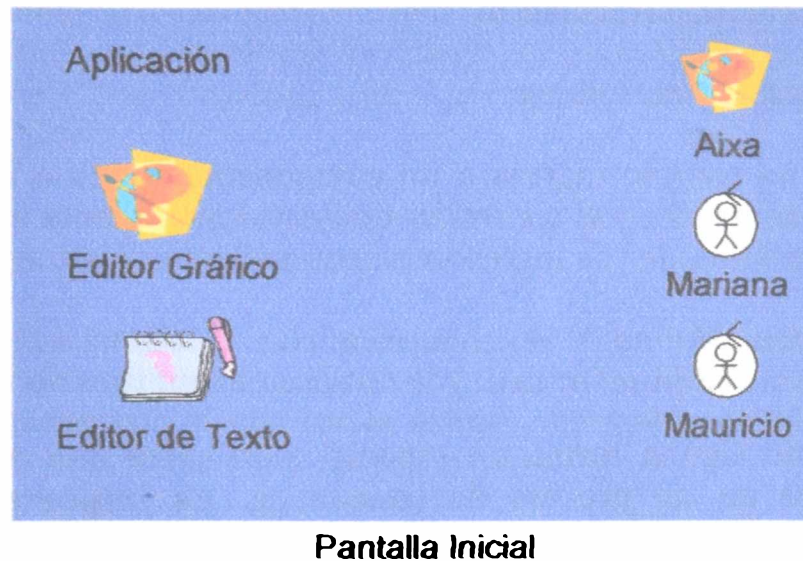 Aplicación
Editor Gráfico
Editor de Texto
Aixa
Mariana
Mauricio
Pantalla Inicial